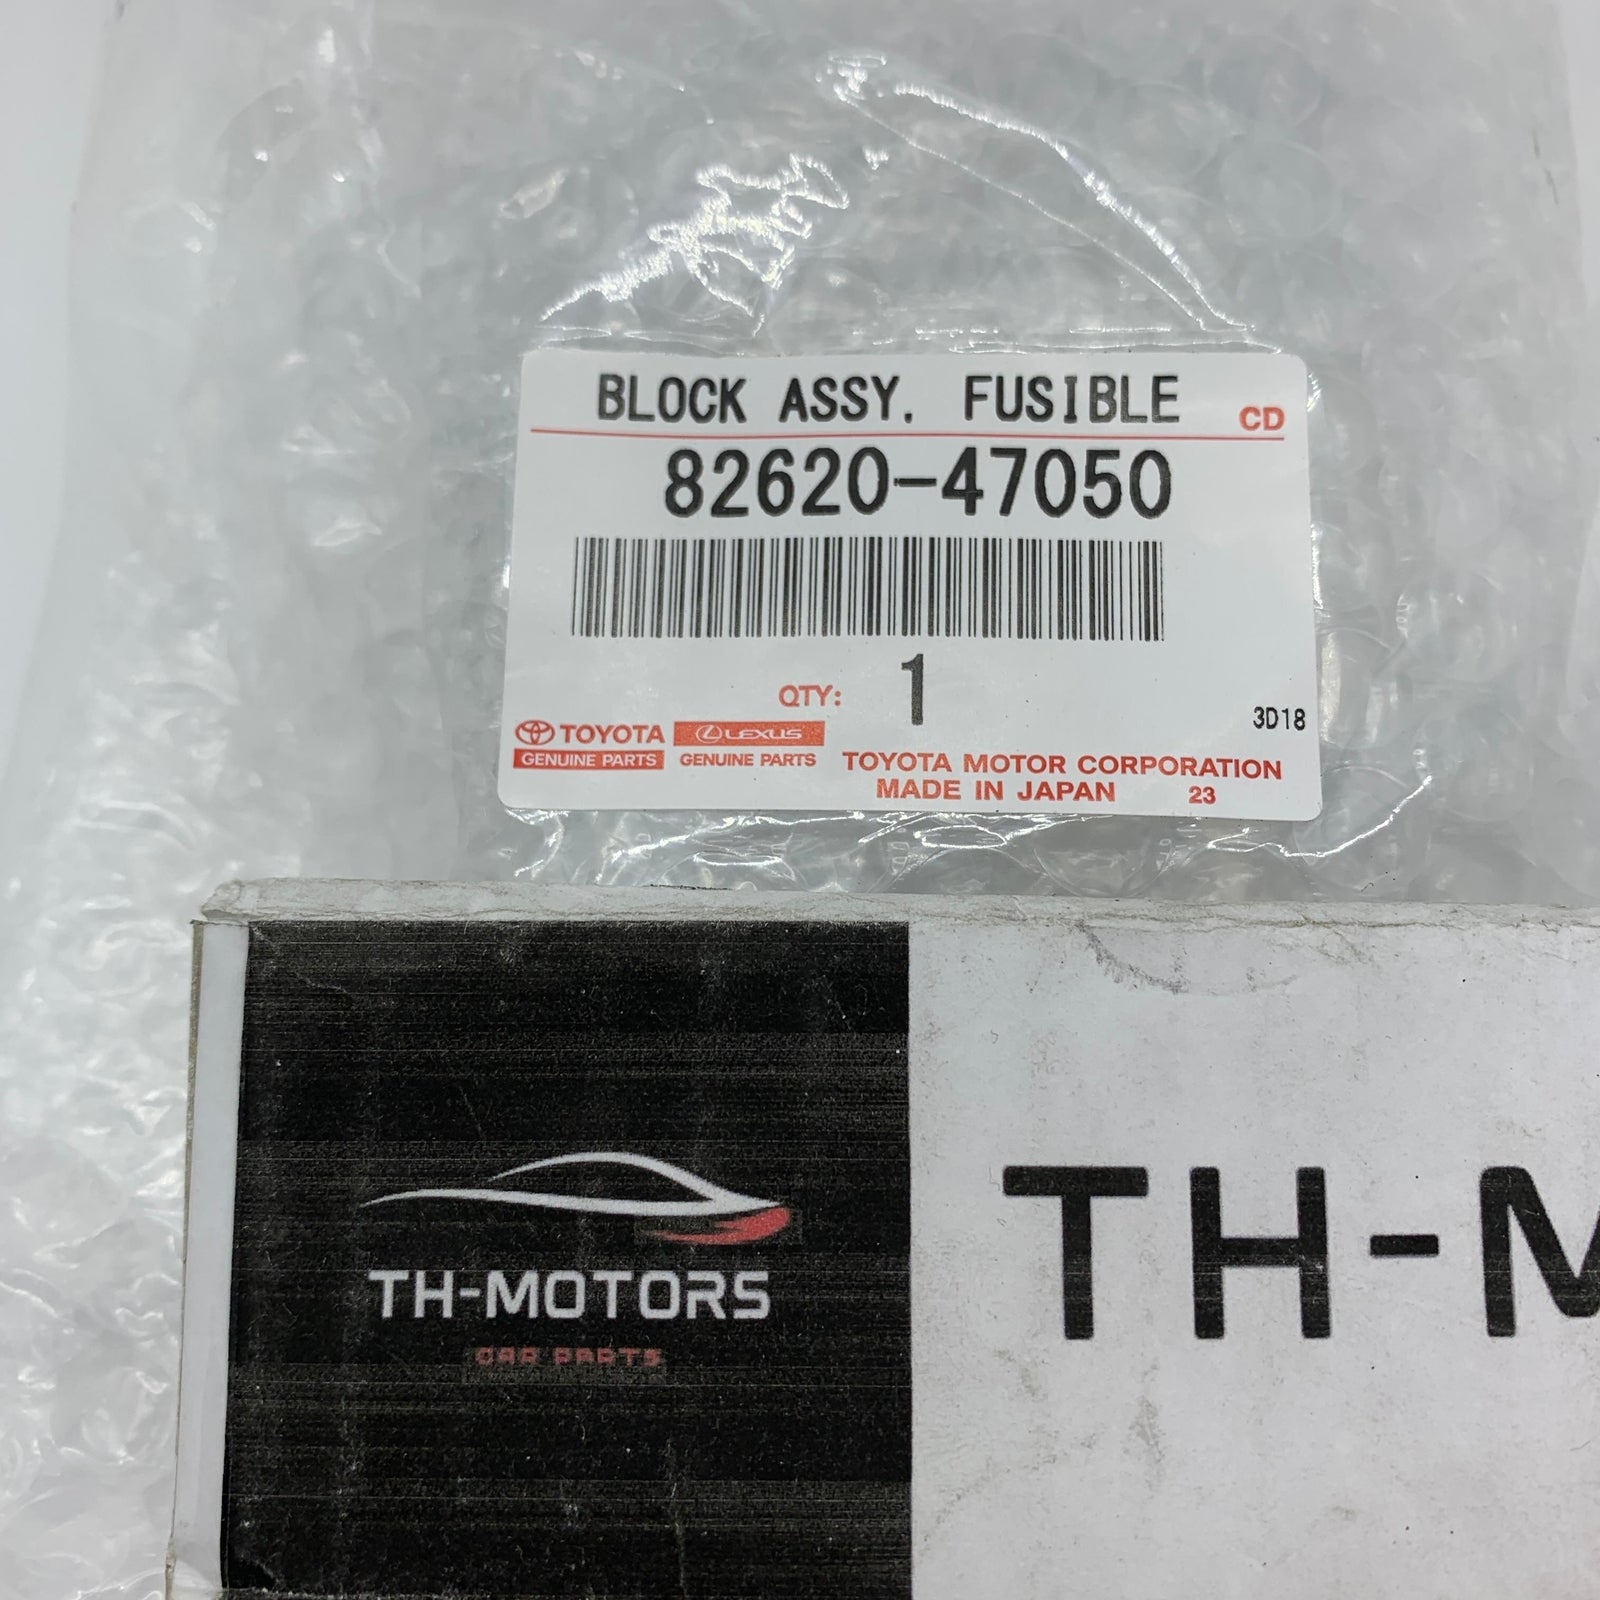 BLOCK ASSY, FUSIBLE CD
82620-47050
QTY: 1
3D18
TOYOTA LEXUS
GENUINE PARTS GENUINE PARTS
TOYOTA MOTOR CORPORATION
MADE IN JAPAN 23
TH-MOTORS
CAR PARTS
TH-M